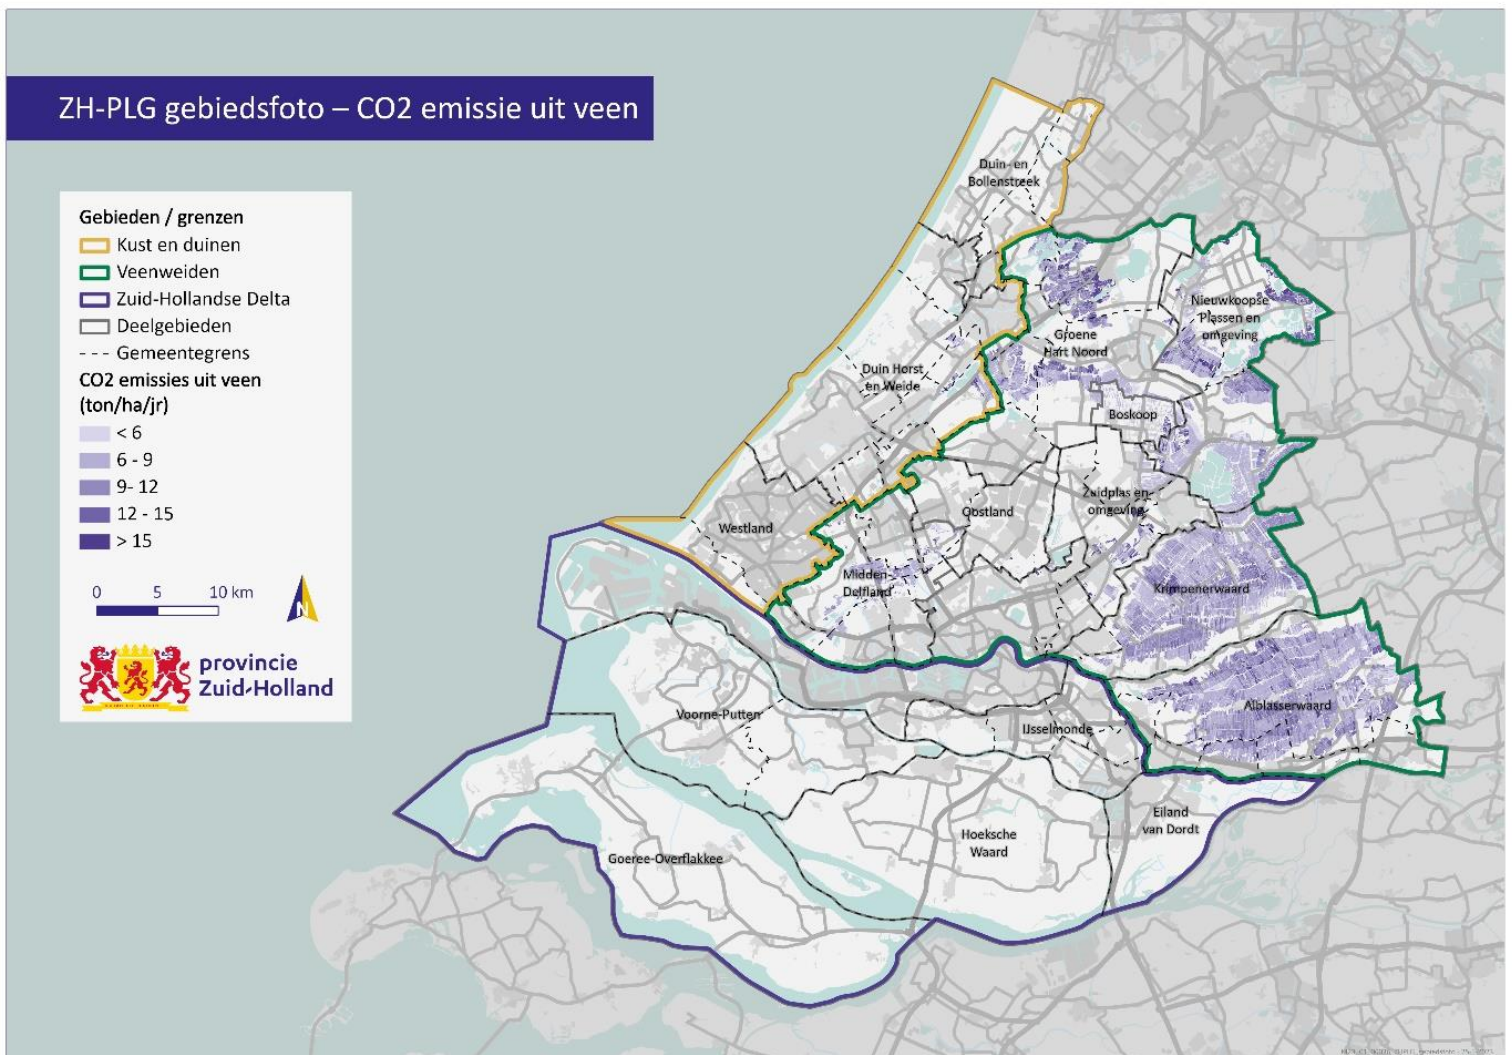 ZH-PLG gebiedsfoto – CO2 emissie uit veen
Gebieden / grenzen
Kust en duinen
Veenweiden
Zuid-Hollandse Delta
Deelgebieden
Gemeentegrens
CO2 emissies uit veen
(ton/ha/jr)
< 6
6 - 9
9- 12
12 - 15
> 15
0 5 10 km
N
provincie
Zuid-Holland
Duin- en
Bollenstreek
Nieuwkoopse
Plassen en
omgeving
Groene
Hart Noord
Duin Horst
en Weide
Boskoop
Zuidplas en
omgeving
Oostland
Westland
Midden-
Delfland
Krimpenerwaard
Alblasserwaard
Voorne-Putten
IJsselmonde
Eiland
van Dordt
Hoeksche
Waard
Goeree-Overflakkee